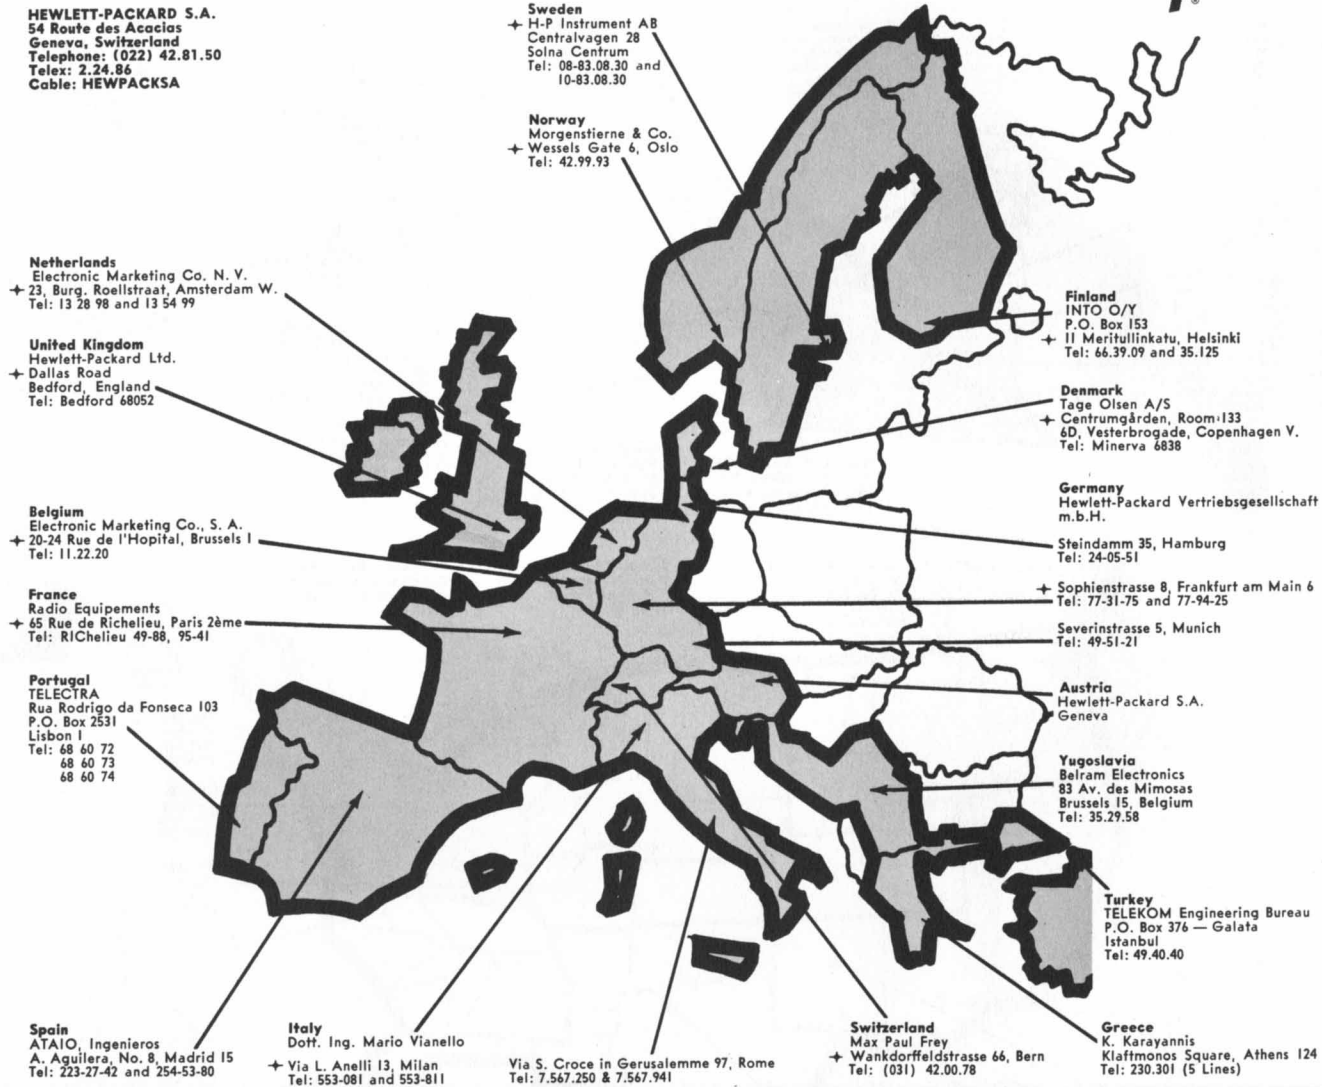 HEWLETT-PACKARD S.A.
54 Route des Acacias
Geneva, Switzerland
Telephone: (022) 42.81.50
Telex: 2.24.86
Cable: HEWPACKSA
®
Sweden
H-P Instrument AB
Centralvagen 28
Solna Centrum
Tel: 08-83.08.30 and
10-83.08.30
Norway
Morgenstierne & Co.
Wessels Gate 6, Oslo
Tel: 42.99.93
Netherlands
Electronic Marketing Co. N. V.
23, Burg. Roellstraat, Amsterdam W.
Tel: 13 28 98 and 13 54 99
United Kingdom
Hewlett-Packard Ltd.
Dallas Road
Bedford, England
Tel: Bedford 68052
Belgium
Electronic Marketing Co., S. A.
20-24 Rue de l'Hopital, Brussels 1
Tel: 11.22.20
France
Radio Equipements
65 Rue de Richelieu, Paris 2ème
Tel: RIChelieu 49-88, 95-41
Portugal
TELECTRA
Rua Rodrigo da Fonseca 103
P.O. Box 2531
Lisbon 1
Tel: 68 60 72
68 60 73
68 60 74
Finland
INTO O/Y
P.O. Box 153
11 Meritullinkatu, Helsinki
Tel: 66.39.09 and 35.125
Denmark
Tage Olsen A/S
Centrumgården, Room 133
6D, Vesterbrogade, Copenhagen V.
Tel: Minerva 6838
Germany
Hewlett-Packard Vertriebsgesellschaft
m.b.H.
Steindamm 35, Hamburg
Tel: 24-05-51
Sophienstrasse 8, Frankfurt am Main 6
Tel: 77-31-75 and 77-94-25
Severinstrasse 5, Munich
Tel: 49-51-21
Austria
Hewlett-Packard S.A.
Geneva
Yugoslavia
Belram Electronics
83 Av. des Mimosas
Brussels 15, Belgium
Tel: 35.29.58
Turkey
TELEKOM Engineering Bureau
P.O. Box 376 — Galata
Istanbul
Tel: 49.40.40
Spain
ATAIO, Ingenieros
A. Aguilera, No. 8, Madrid 15
Tel: 223-27-42 and 254-53-80
Italy
Dott. Ing. Mario Vianello
Via L. Anelli 13, Milan
Tel: 553-081 and 553-811
Via S. Croce in Gerusalemme 97, Rome
Tel: 7.567.250 & 7.567.941
Switzerland
Max Paul Frey
Wankdorffeldstrasse 66, Bern
Tel: (031) 42.00.78
Greece
K. Karayannis
Klaftmonos Square, Athens 124
Tel: 230.301 (5 Lines)